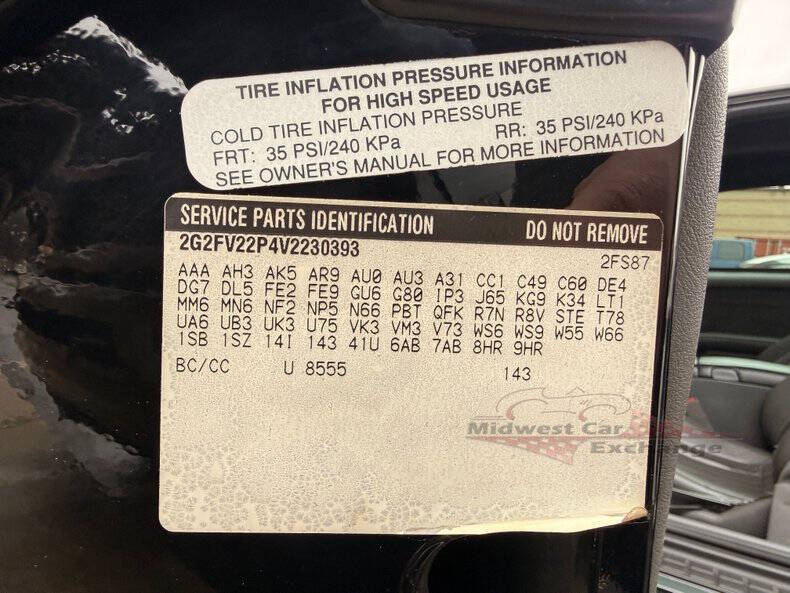 TIRE INFLATION PRESSURE INFORMATION
FOR HIGH SPEED USAGE
COLD TIRE INFLATION PRESSURE
FRT: 35 PSI/240 KPa RR: 35 PSI/240 KPa
SEE OWNER'S MANUAL FOR MORE INFORMATION
SERVICE PARTS IDENTIFICATION DO NOT REMOVE
2G2FV22P4V2230393 2FS87
AAA AH3 AK5 AR9 AU0 AU3 A31 CC1 C49 C60 DE4
DG7 DL5 FE2 FE9 GU6 G80 IP3 J65 KG9 K34 LT1
MM6 MN6 NF2 NP5 N66 PBT QFK R7N R8V STE T78
UA6 UB3 UK3 U75 VK3 VM3 V73 WS6 WS9 W55 W66
1SB 1SZ 14I 143 41U 6AB 7AB 8HR 9HR
BC/CC U 8555 143
Midwest Car
Exchange